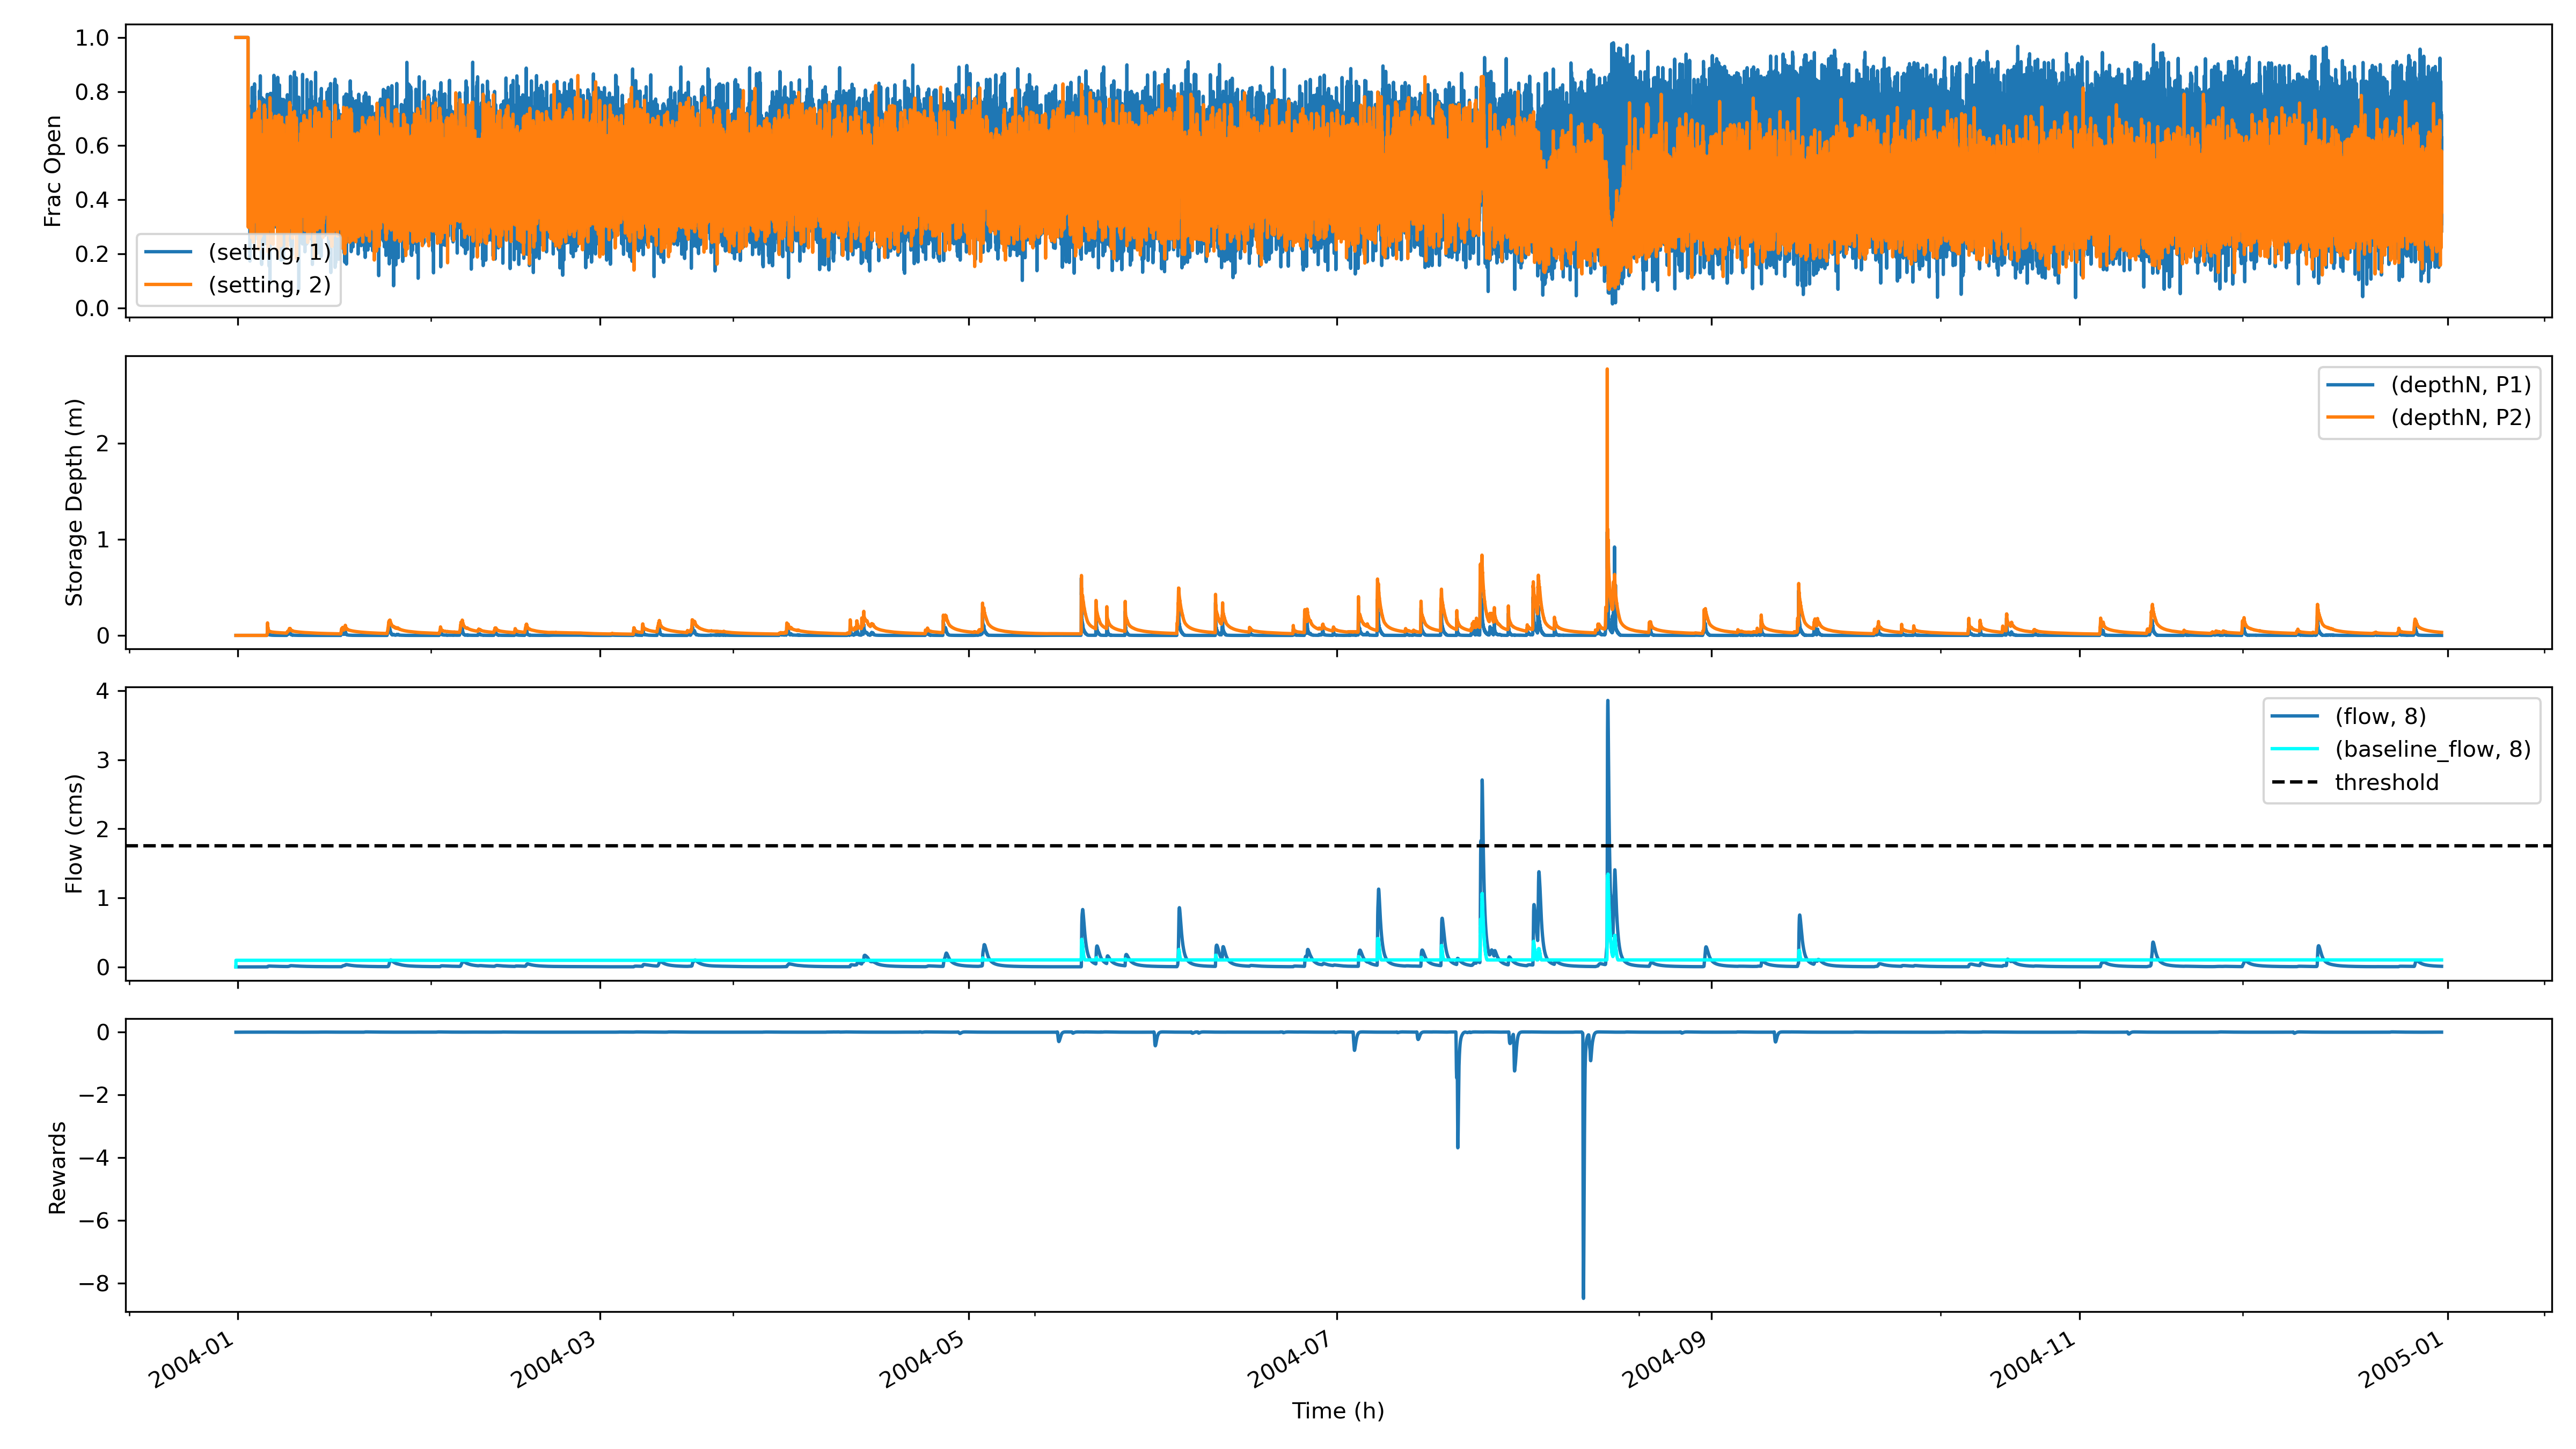 1.0
0.8
0.6
0.4
0.2
0.0
Frac Open
(setting, 1)
(setting, 2)
2
1
0
Storage Depth (m)
(depthN, P1)
(depthN, P2)
4
3
2
1
0
Flow (cms)
(flow, 8)
(baseline_flow, 8)
threshold
0
−2
−4
−6
−8
Rewards
2004-01
2004-03
2004-05
2004-07
2004-09
2004-11
2005-01
Time (h)